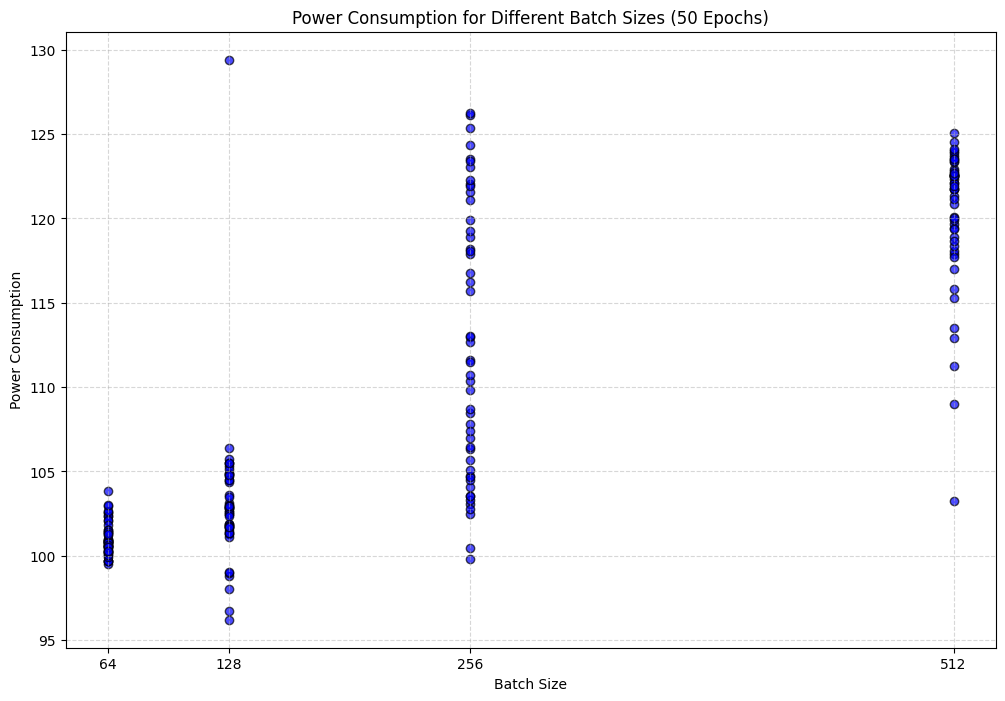 Power Consumption for Different Batch Sizes (50 Epochs)
130
125
120
115
110
105
100
95
Power Consumption
64 128 256 512
Batch Size